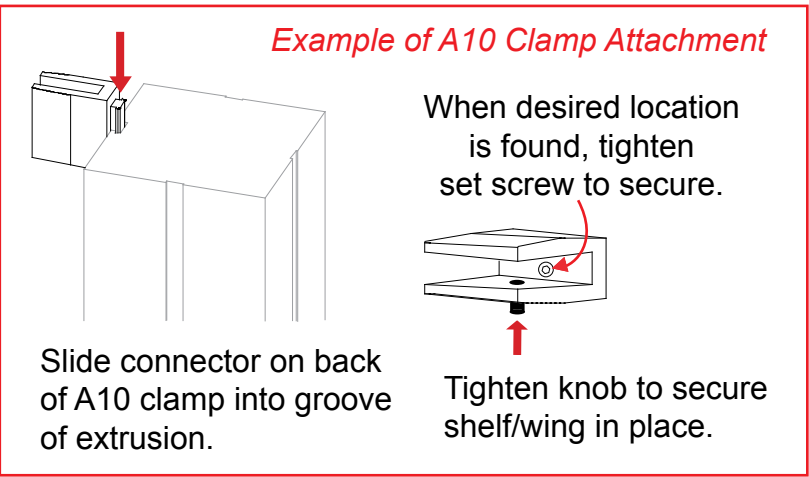 Example of A10 Clamp Attachment
When desired location
is found, tighten
set screw to secure.
Slide connector on back
of A10 clamp into groove
of extrusion.
Tighten knob to secure
shelf/wing in place.